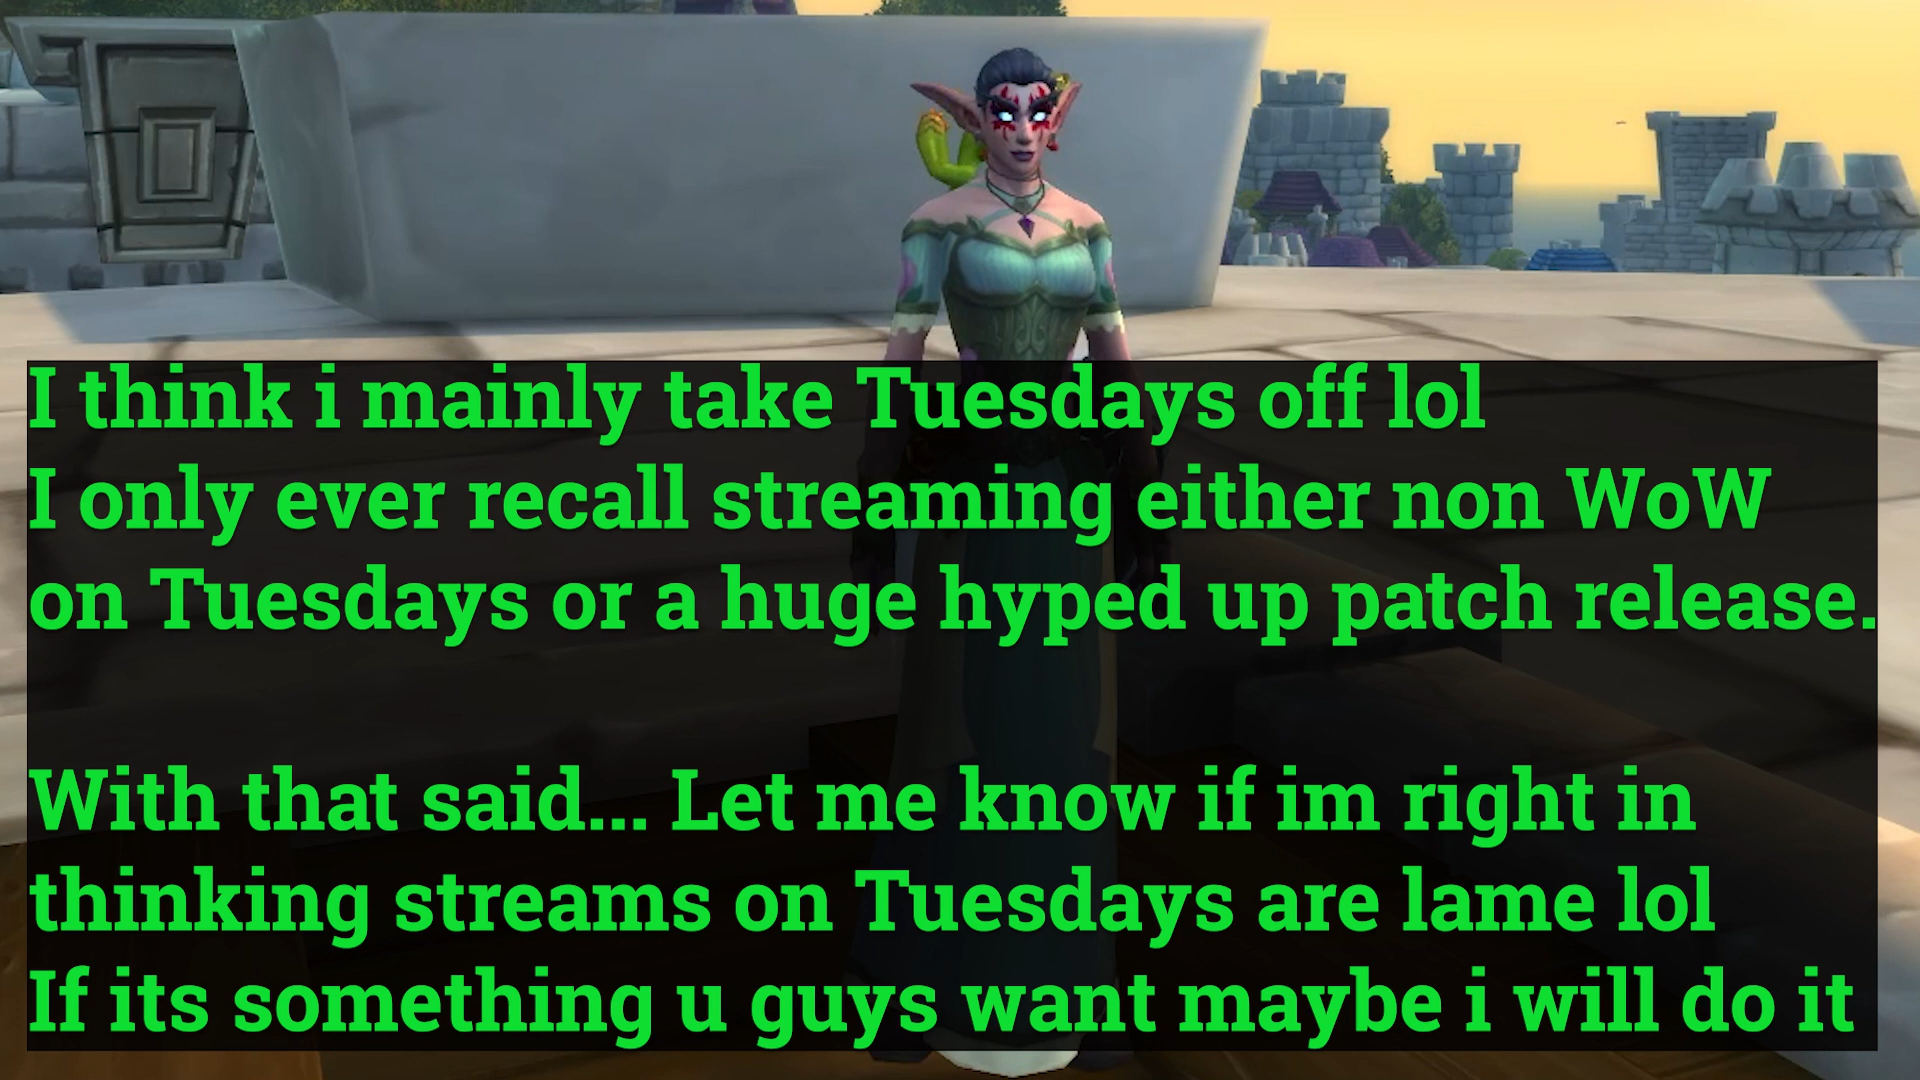 I think i mainly take Tuesdays off lol
I only ever recall streaming either non WoW
on Tuesdays or a huge hyped up patch release.
With that said... Let me know if im right in
thinking streams on Tuesdays are lame lol
If its something u guys want maybe i will do it